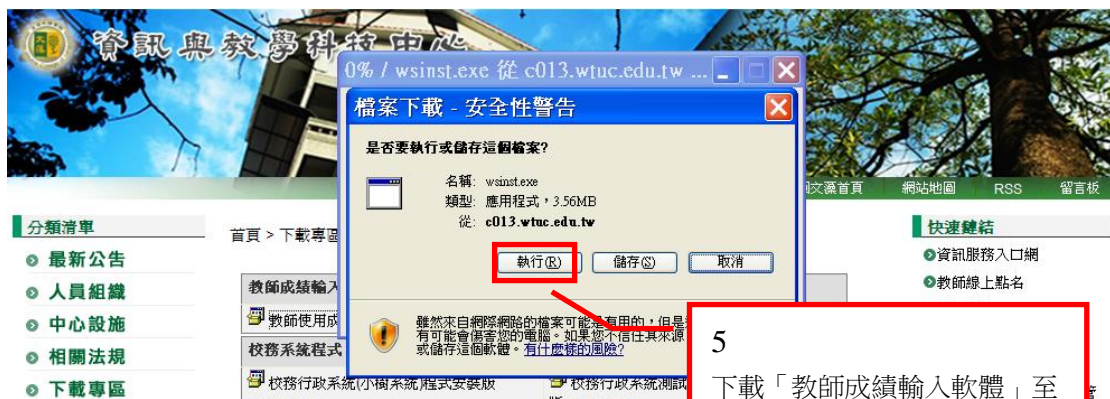 資訊與教學科技中心
0% / wsinst.exe 從 c013.wtuc.edu.tw ...
檔案下載 - 安全性警告
是否要執行或儲存這個檔案?
名稱: wsinst.exe
類型: 應用程式，3.56MB
從: c013.wtuc.edu.tw
執行(R) 儲存(S) 取消
雖然來自網際網路的檔案可能是有用的，但是
有可能會傷害您的電腦。如果您不信任其來源
或儲存這個軟體。有什麼樣的風險?
文藻首頁 網站地圖 RSS 留言板
分類清單
最新公告
人員組織
中心設施
相關法規
下載專區
首頁 > 下載專區
教師成績輸入
教師使用成
校務系統程式
校務行政系統(小樹系統)程式安裝版
校務行政系統測試
快速鍵結
資訊服務入口網
教師線上點名
5
下載「教師成績輸入軟體」至